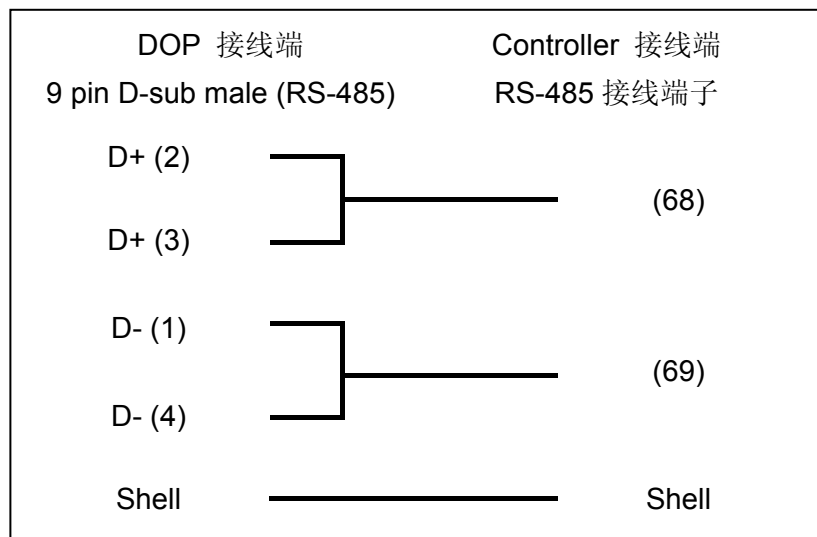 DOP 接线端 Controller 接线端
9 pin D-sub male (RS-485) RS-485 接线端子
D+ (2)
(68)
D+ (3)
D- (1)
(69)
D- (4)
Shell Shell